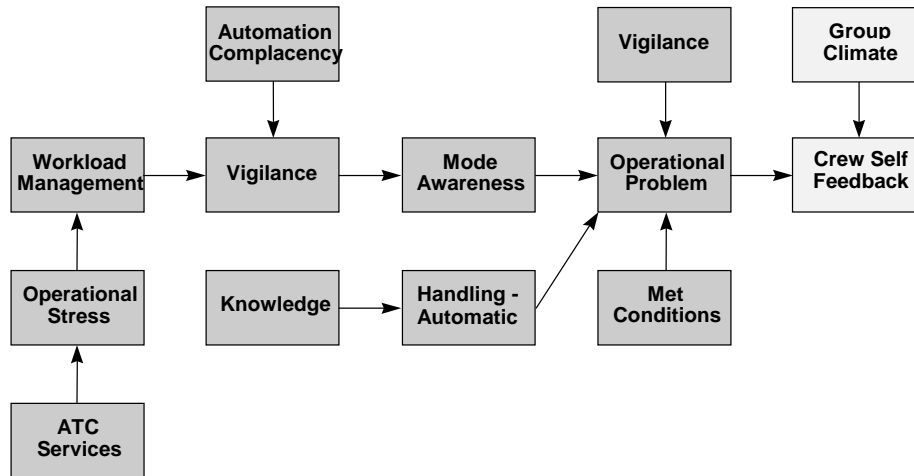 Automation
Complacency
Vigilance
Group
Climate
Workload
Management
Vigilance
Mode
Awareness
Operational
Problem
Crew Self
Feedback
Operational
Stress
Knowledge
Handling -
Automatic
Met
Conditions
ATC
Services